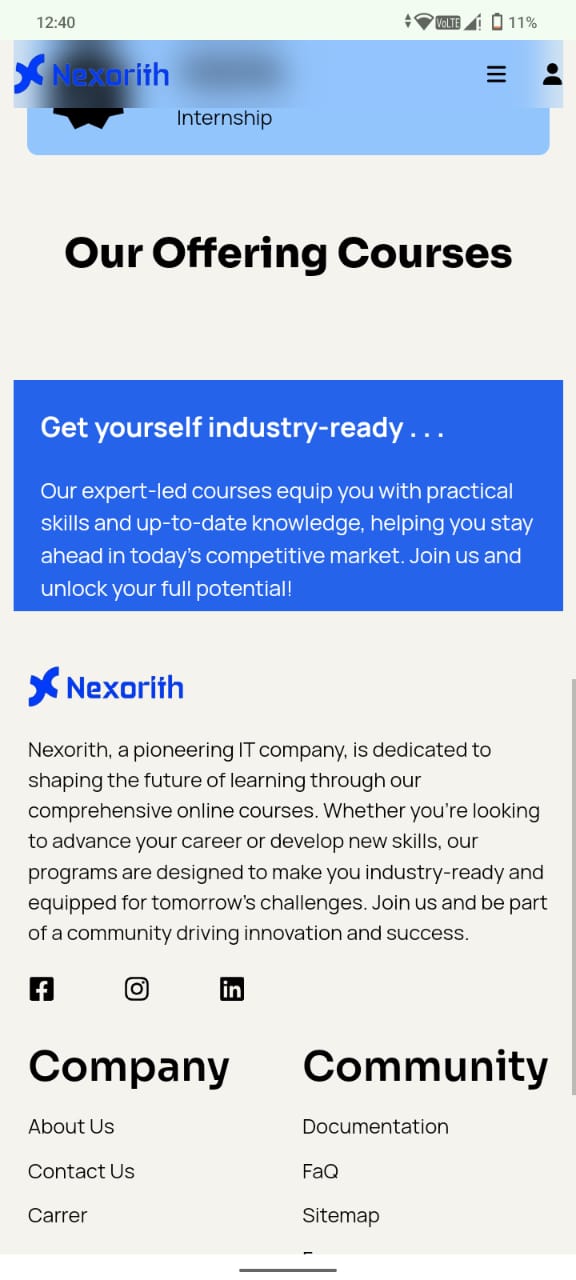 12:40
VoLTE
11%
Nexorith
Internship
Our Offering Courses
Get yourself industry-ready . . .
Our expert-led courses equip you with practical
skills and up-to-date knowledge, helping you stay
ahead in today's competitive market. Join us and
unlock your full potential!
Nexorith
Nexorith, a pioneering IT company, is dedicated to
shaping the future of learning through our
comprehensive online courses. Whether you're looking
to advance your career or develop new skills, our
programs are designed to make you industry-ready and
equipped for tomorrow's challenges. Join us and be part
of a community driving innovation and success.
Company
Community
About Us
Documentation
Contact Us
FaQ
Carrer
Sitemap